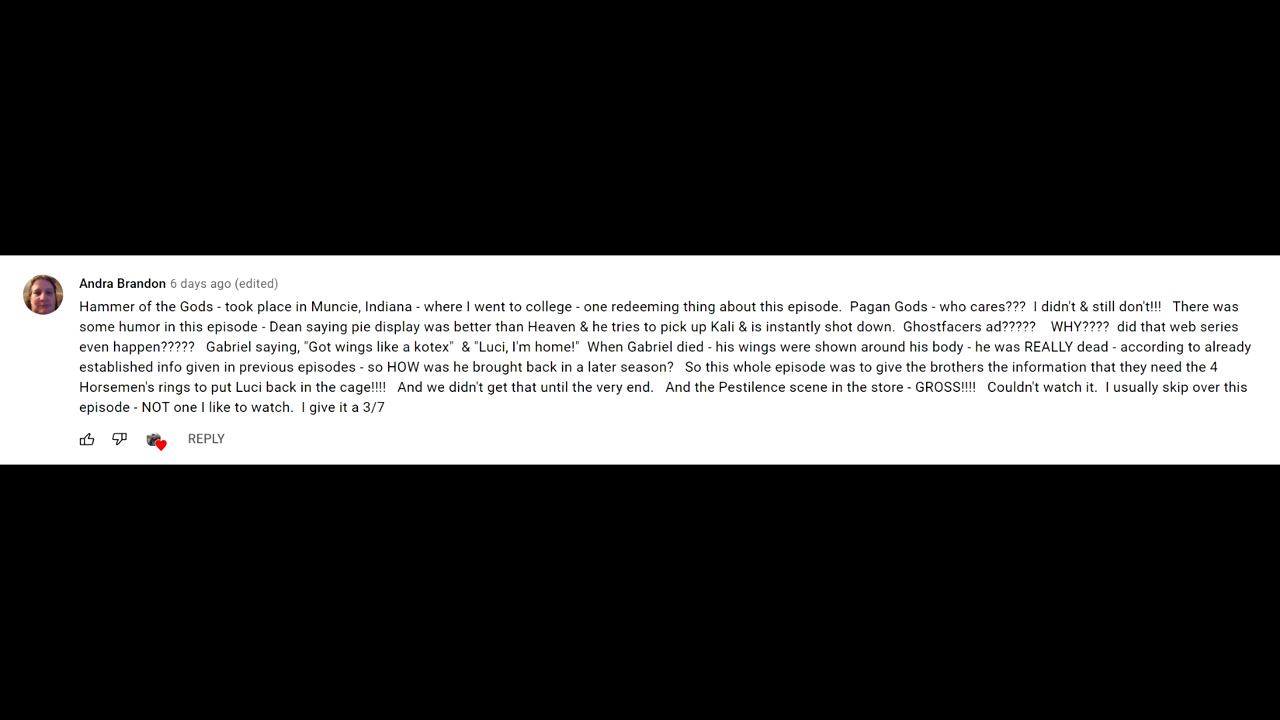 Andra Brandon 6 days ago (edited)
Hammer of the Gods - took place in Muncie, Indiana - where I went to college - one redeeming thing about this episode.  Pagan Gods - who cares???  I didn't & still don't!!!   There was
some humor in this episode - Dean saying pie display was better than Heaven & he tries to pick up Kali & is instantly shot down.  Ghostfacers ad?????    WHY????  did that web series
even happen?????   Gabriel saying, "Got wings like a kotex"  & "Luci, I'm home!"  When Gabriel died - his wings were shown around his body - he was REALLY dead - according to already
established info given in previous episodes - so HOW was he brought back in a later season?   So this whole episode was to give the brothers the information that they need the 4
Horsemen's rings to put Luci back in the cage!!!!   And we didn't get that until the very end.   And the Pestilence scene in the store - GROSS!!!!   Couldn't watch it.  I usually skip over this
episode - NOT one I like to watch.  I give it a 3/7
REPLY